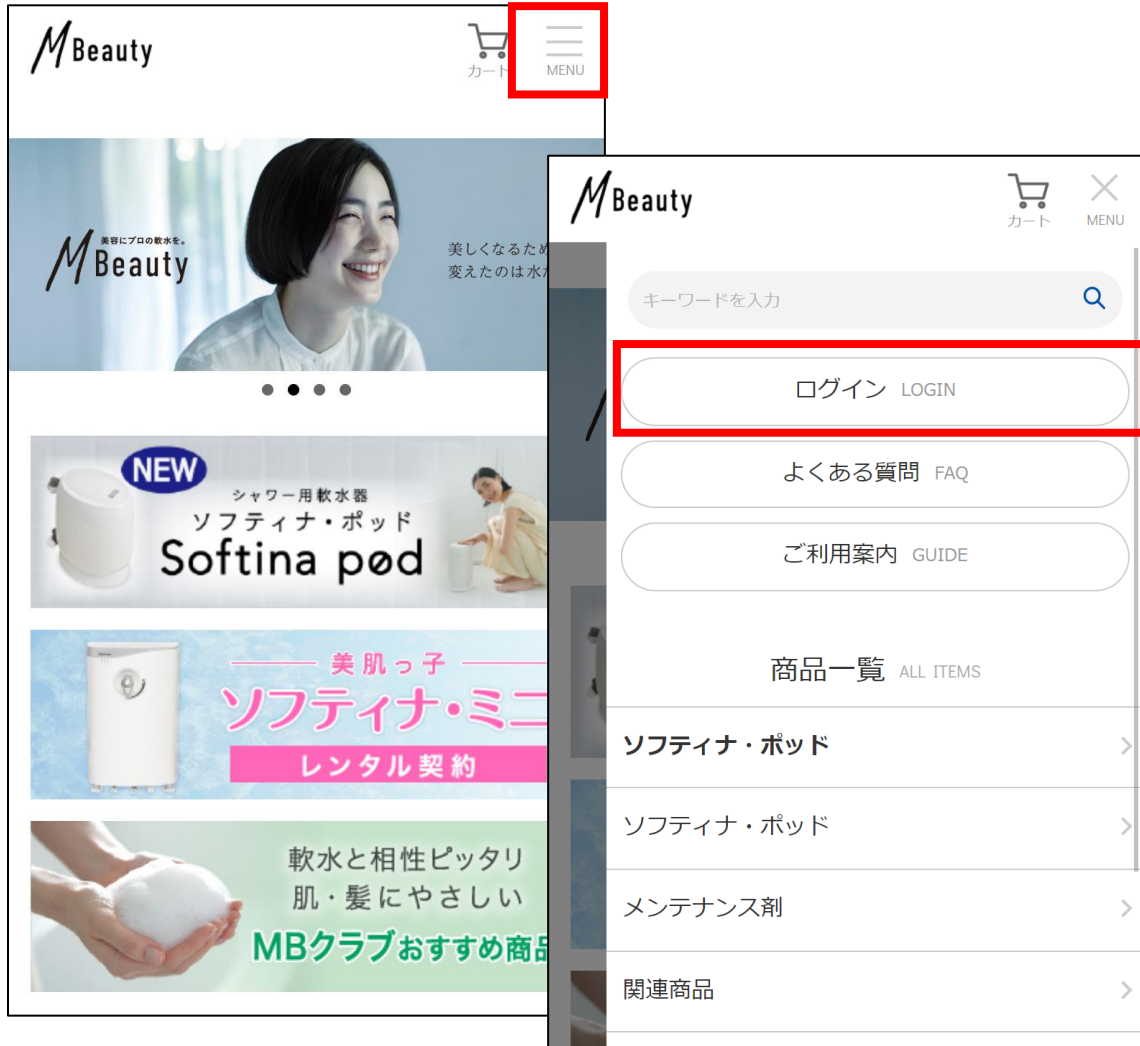 M Beauty
カート
MENU
美容にプロの軟水を。
M Beauty
美しくなるため
変えたのは水
NEW
シャワー用軟水器
ソフティナ・ポッド
Softina pød
美肌っ子
ソフティナ・ミニ
レンタル契約
軟水と相性ピッタリ
肌・髪にやさしい
MBクラブおすすめ商品
M Beauty
カート
MENU
キーワードを入力
ログイン LOGIN
よくある質問 FAQ
ご利用案内 GUIDE
商品一覧 ALL ITEMS
ソフティナ・ポッド
ソフティナ・ポッド
メンテナンス剤
関連商品